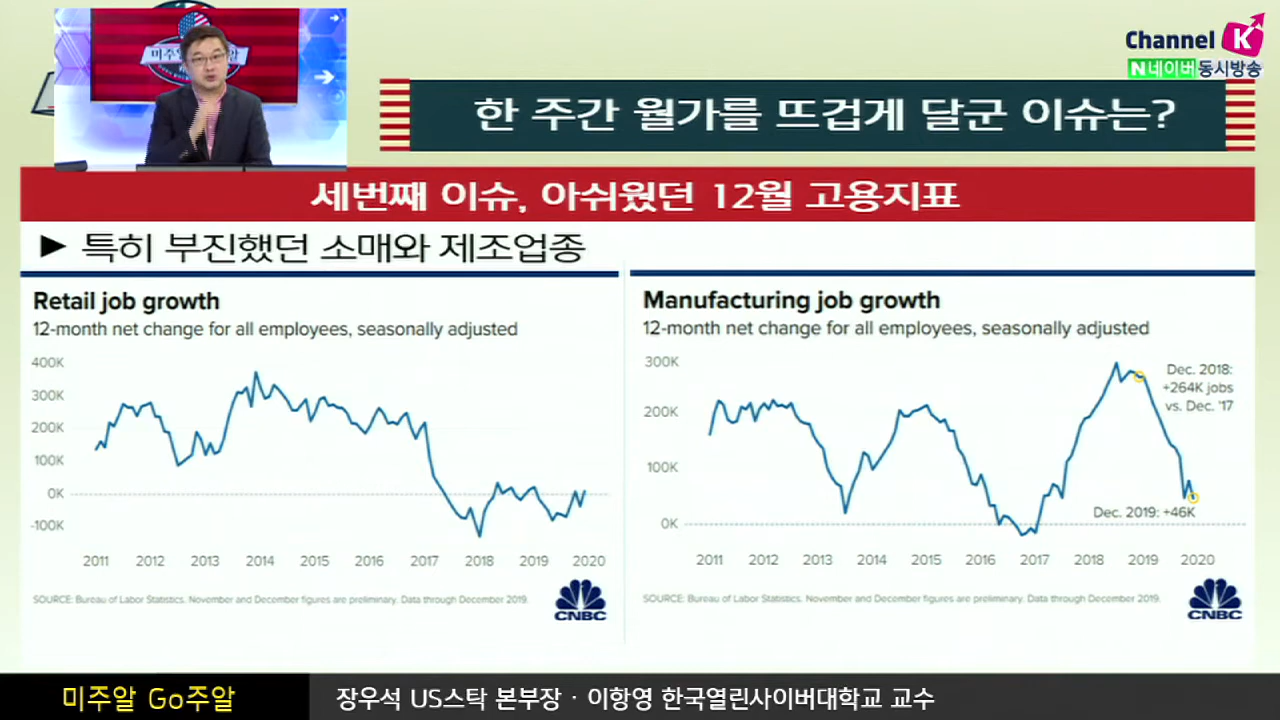 미주알
Channel K
N 네이버 동시방송
한 주간 월가를 뜨겁게 달군 이슈는?
세번째 이슈, 아쉬웠던 12월 고용지표
▶ 특히 부진했던 소매와 제조업종
Retail job growth
12-month net change for all employees, seasonally adjusted
400K
300K
200K
100K
0K
-100K
2011 2012 2013 2014 2015 2016 2017 2018 2019 2020
SOURCE: Bureau of Labor Statistics. November and December figures are preliminary. Data through December 2019.
CNBC
Manufacturing job growth
12-month net change for all employees, seasonally adjusted
300K
200K
100K
0K
Dec. 2018:
+264K jobs
vs. Dec. '17
Dec. 2019: +46K
2011 2012 2013 2014 2015 2016 2017 2018 2019 2020
SOURCE: Bureau of Labor Statistics. November and December figures are preliminary. Data through December 2019.
CNBC
미주알 Go주알
장우석 US스탁 본부장 · 이항영 한국열린사이버대학교 교수